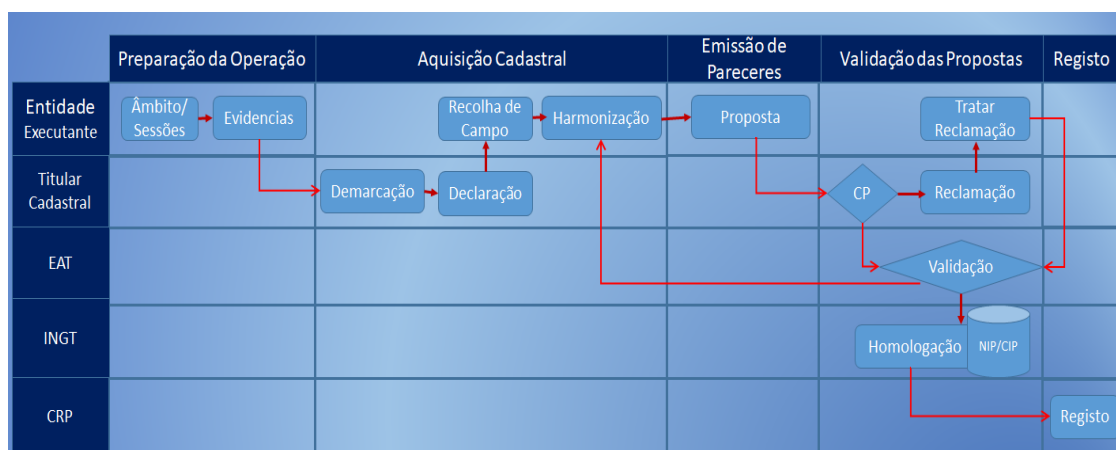 Preparação da Operação
Aquisição Cadastral
Emissão de
Pareceres
Validação das Propostas
Registo
Entidade
Executante
Âmbito/
Sessões
Evidencias
Recolha de
Campo
Harmonização
Proposta
Tratar
Reclamação
Titular
Cadastral
Demarcação
Declaração
CP
Reclamação
EAT
Validação
INGT
Homologação
NIP/CIP
CRP
Registo